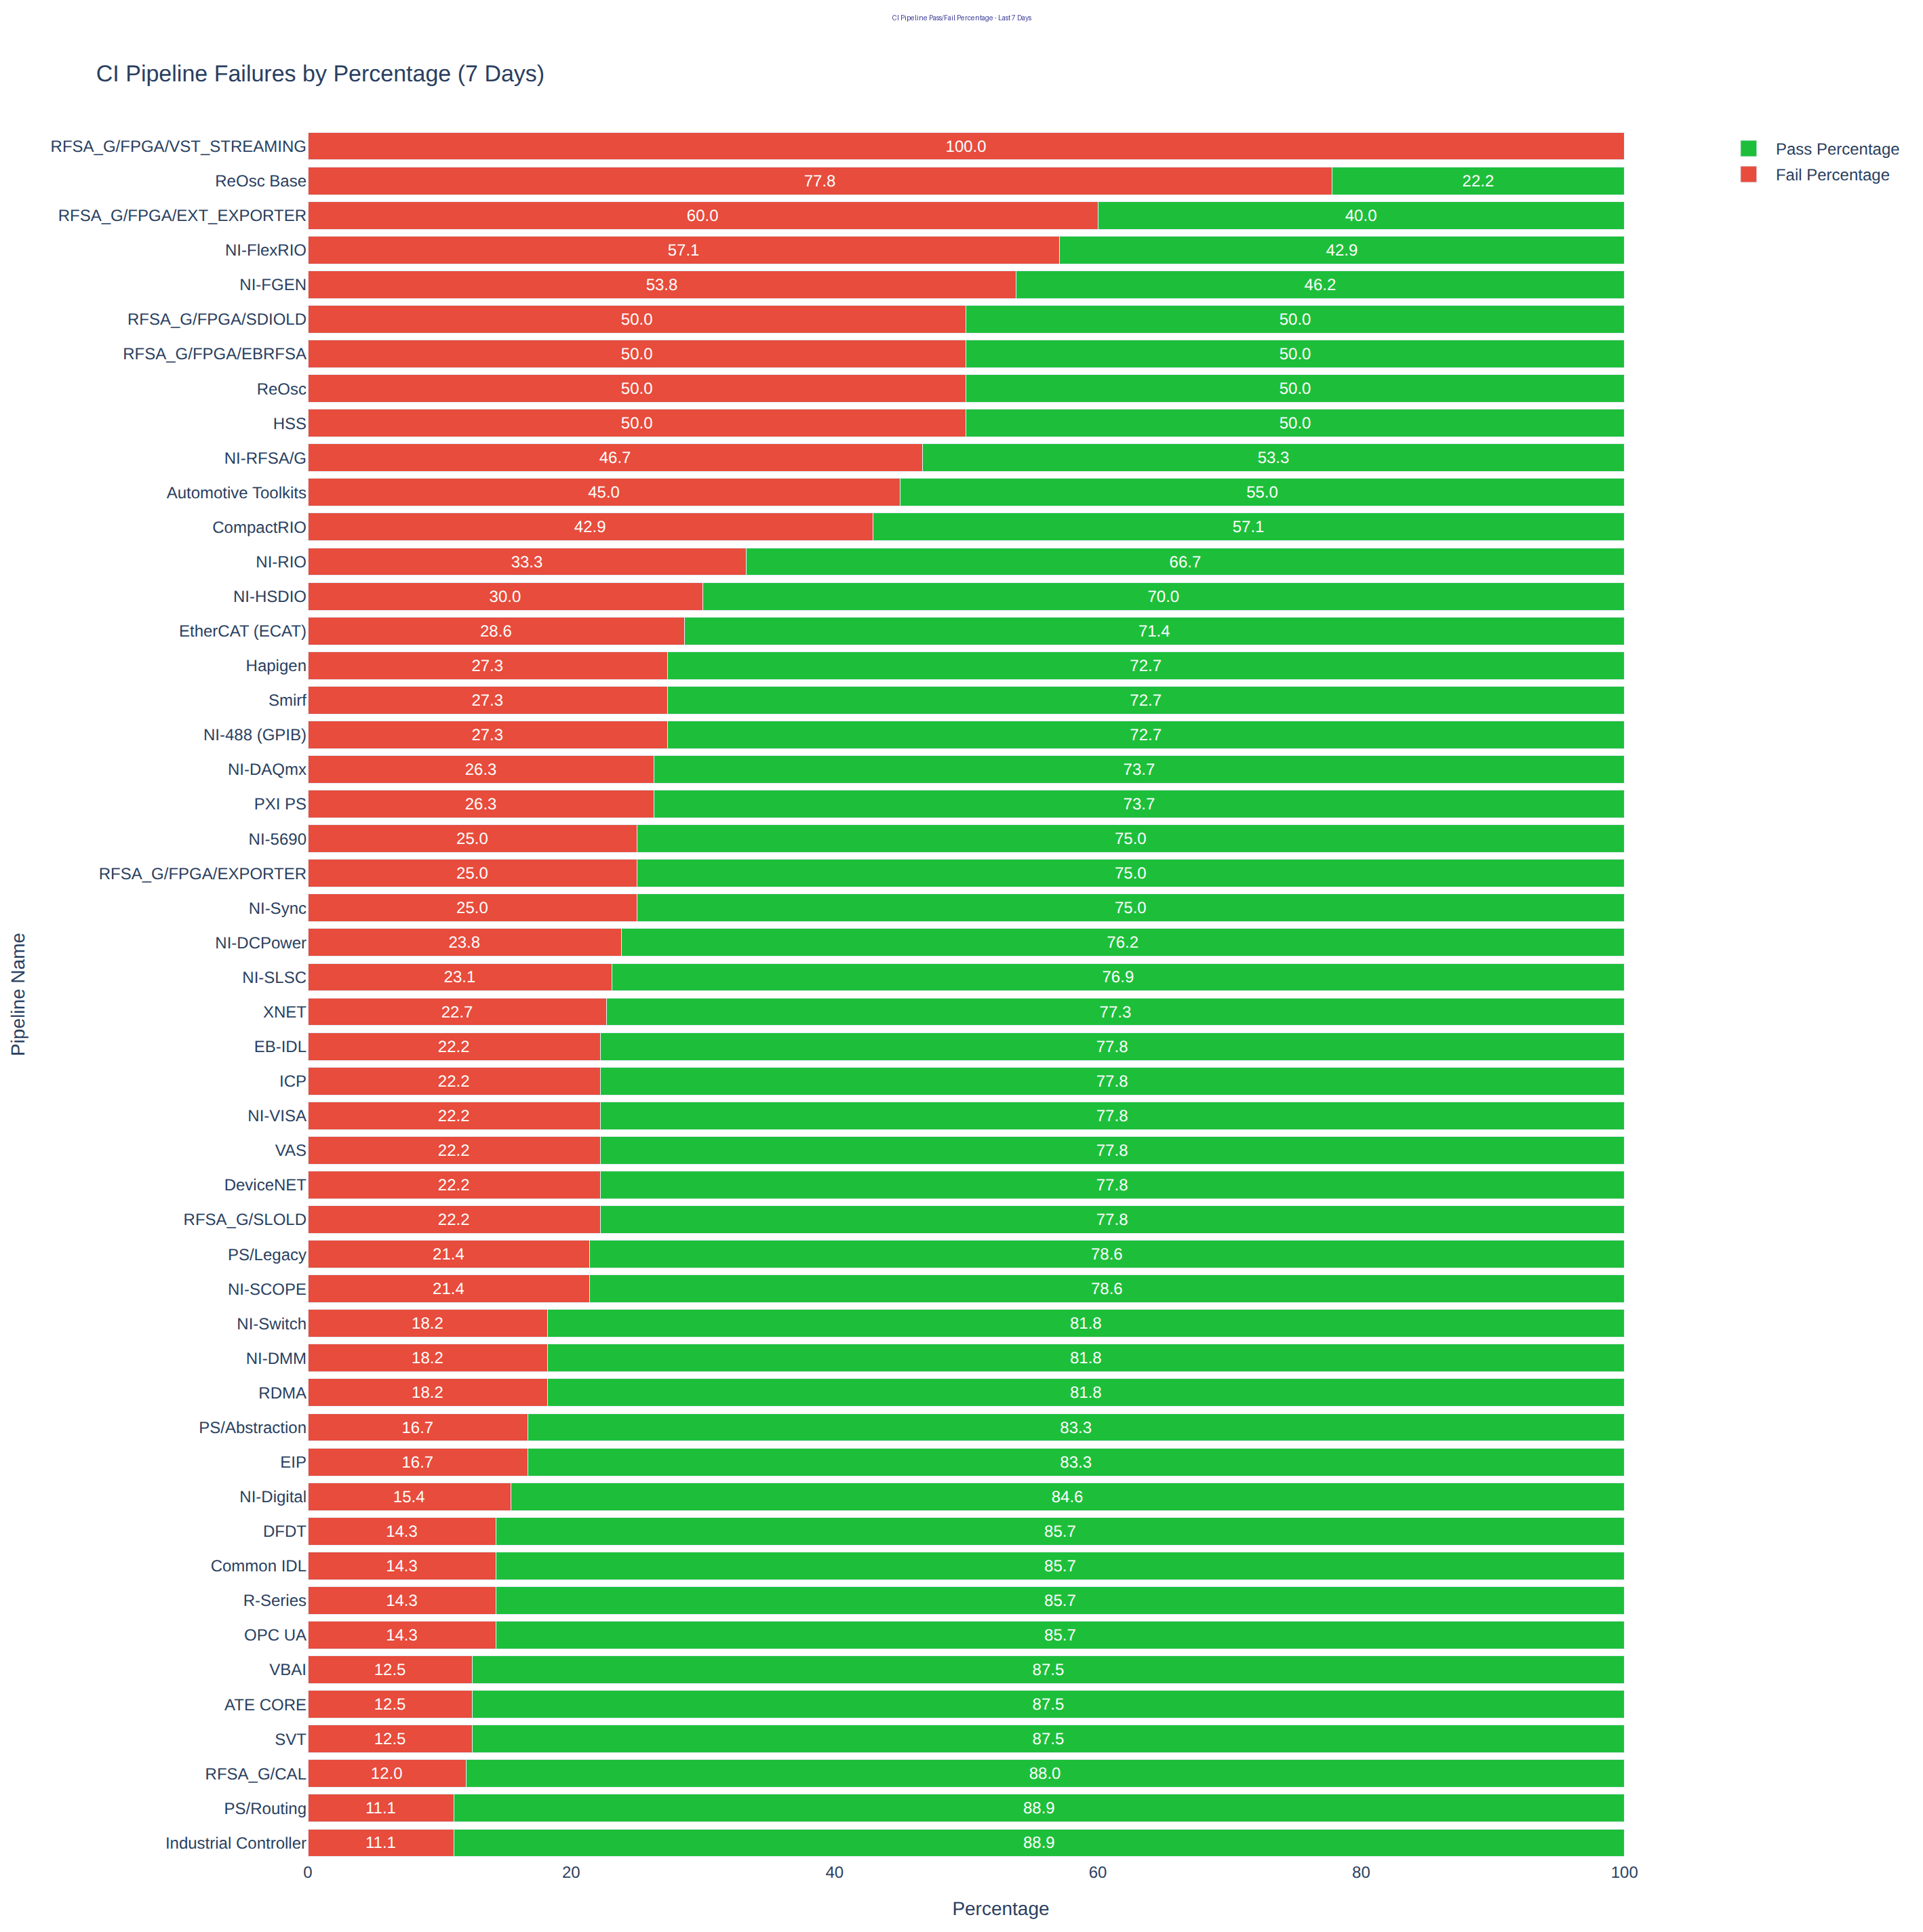 CI Pipeline Pass/Fail Percentage - Last 7 Days
CI Pipeline Failures by Percentage (7 Days)
Pass Percentage
Fail Percentage
RFSA_G/FPGA/VST_STREAMING 100.0
ReOsc Base 77.8 22.2
RFSA_G/FPGA/EXT_EXPORTER 60.0 40.0
NI-FlexRIO 57.1 42.9
NI-FGEN 53.8 46.2
RFSA_G/FPGA/SDIOLD 50.0 50.0
RFSA_G/FPGA/EBRFSA 50.0 50.0
ReOsc 50.0 50.0
HSS 50.0 50.0
NI-RFSA/G 46.7 53.3
Automotive Toolkits 45.0 55.0
CompactRIO 42.9 57.1
NI-RIO 33.3 66.7
NI-HSDIO 30.0 70.0
EtherCAT (ECAT) 28.6 71.4
Hapigen 27.3 72.7
Smirf 27.3 72.7
NI-488 (GPIB) 27.3 72.7
NI-DAQmx 26.3 73.7
PXI PS 26.3 73.7
NI-5690 25.0 75.0
RFSA_G/FPGA/EXPORTER 25.0 75.0
NI-Sync 25.0 75.0
NI-DCPower 23.8 76.2
NI-SLSC 23.1 76.9
XNET 22.7 77.3
EB-IDL 22.2 77.8
ICP 22.2 77.8
NI-VISA 22.2 77.8
VAS 22.2 77.8
DeviceNET 22.2 77.8
RFSA_G/SLOLD 22.2 77.8
PS/Legacy 21.4 78.6
NI-SCOPE 21.4 78.6
NI-Switch 18.2 81.8
NI-DMM 18.2 81.8
RDMA 18.2 81.8
PS/Abstraction 16.7 83.3
EIP 16.7 83.3
NI-Digital 15.4 84.6
DFDT 14.3 85.7
Common IDL 14.3 85.7
R-Series 14.3 85.7
OPC UA 14.3 85.7
VBAI 12.5 87.5
ATE CORE 12.5 87.5
SVT 12.5 87.5
RFSA_G/CAL 12.0 88.0
PS/Routing 11.1 88.9
Industrial Controller 11.1 88.9
0 20 40 60 80 100
Percentage
Pipeline Name